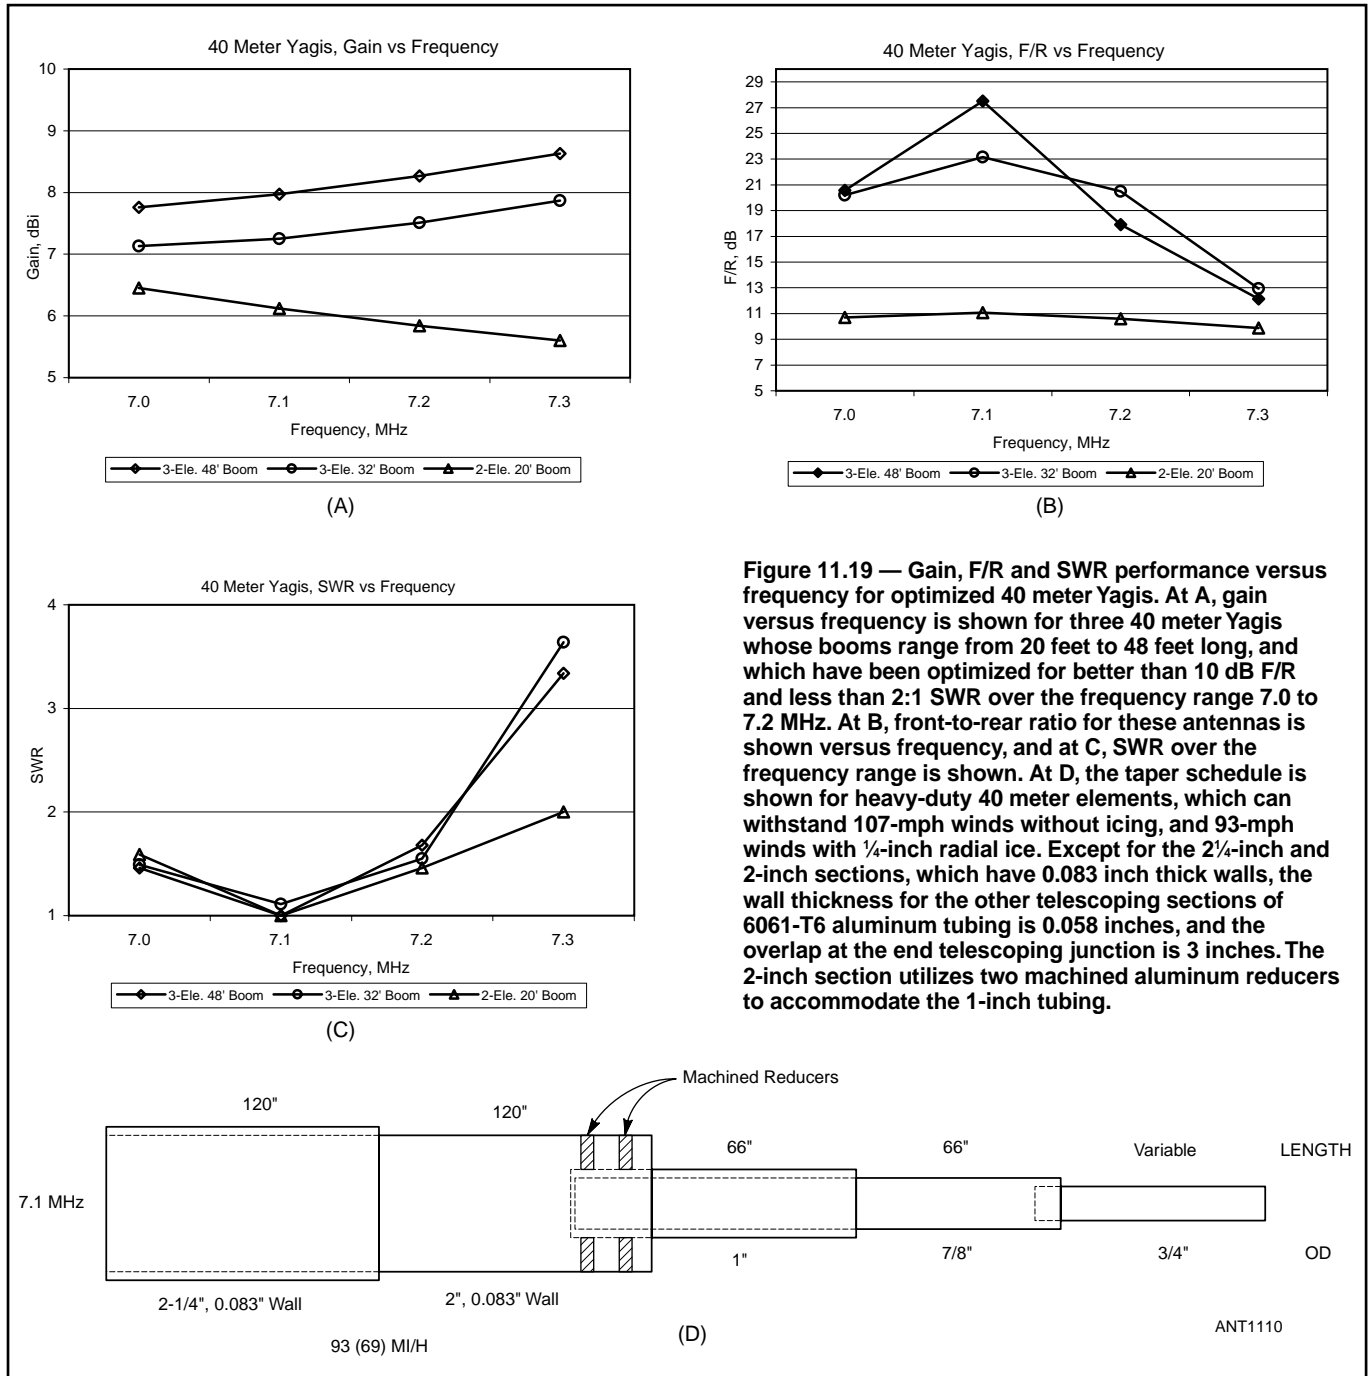 40 Meter Yagis, Gain vs Frequency
10
9
8
7
6
5
Gain, dBi
7.0 7.1 7.2 7.3
Frequency, MHz
3-Ele. 48' Boom 3-Ele. 32' Boom 2-Ele. 20' Boom
(A)
40 Meter Yagis, F/R vs Frequency
29
27
25
23
21
19
17
15
13
11
9
7
5
F/R, dB
7.0 7.1 7.2 7.3
Frequency, MHz
3-Ele. 48' Boom 3-Ele. 32' Boom 2-Ele. 20' Boom
(B)
40 Meter Yagis, SWR vs Frequency
4
3
2
1
SWR
7.0 7.1 7.2 7.3
Frequency, MHz
3-Ele. 48' Boom 3-Ele. 32' Boom 2-Ele. 20' Boom
(C)
Figure 11.19 — Gain, F/R and SWR performance versus
frequency for optimized 40 meter Yagis. At A, gain
versus frequency is shown for three 40 meter Yagis
whose booms range from 20 feet to 48 feet long, and
which have been optimized for better than 10 dB F/R
and less than 2:1 SWR over the frequency range 7.0 to
7.2 MHz. At B, front-to-rear ratio for these antennas is
shown versus frequency, and at C, SWR over the
frequency range is shown. At D, the taper schedule is
shown for heavy-duty 40 meter elements, which can
withstand 107-mph winds without icing, and 93-mph
winds with ¼-inch radial ice. Except for the 2¼-inch and
2-inch sections, which have 0.083 inch thick walls, the
wall thickness for the other telescoping sections of
6061-T6 aluminum tubing is 0.058 inches, and the
overlap at the end telescoping junction is 3 inches. The
2-inch section utilizes two machined aluminum reducers
to accommodate the 1-inch tubing.
Machined Reducers
120" 120" 66" 66" Variable LENGTH
7.1 MHz
2-1/4", 0.083" Wall 2", 0.083" Wall 1" 7/8" 3/4" OD
93 (69) MI/H
(D)
ANT1110